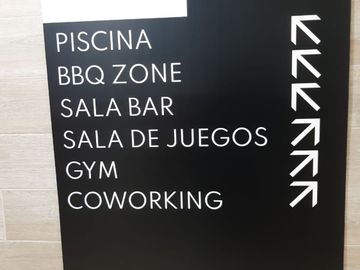 PISCINA
BBQ ZONE
SALA BAR
SALA DE JUEGOS
GYM
COWORKING